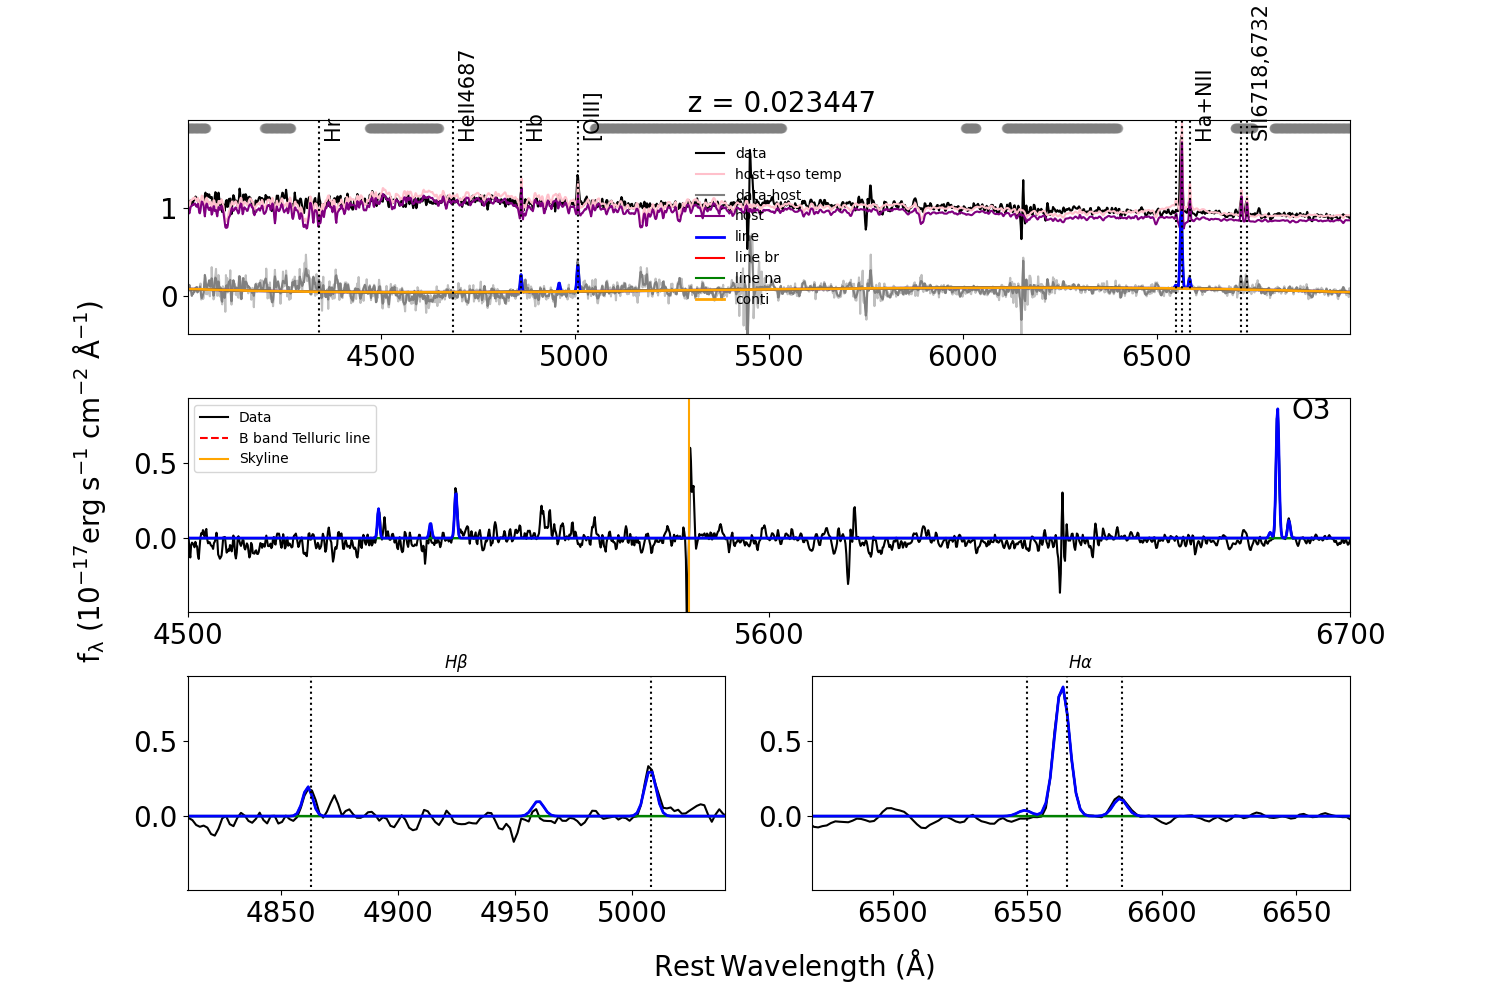 z = 0.023447
Hr
HeII4687
Hb
[OIII]
Ha+NII
SII6718,6732
data
host+qso temp
data-host
host
line
line br
line na
conti
1
0
4500 5000 5500 6000 6500
Data
B band Telluric line
Skyline
O3
0.5
0.0
4500 5600 6700
fλ (10⁻¹⁷erg s⁻¹ cm⁻² Å⁻¹)
Hβ
0.5
0.0
4850 4900 4950 5000
Hα
0.5
0.0
6500 6550 6600 6650
Rest Wavelength (Å)